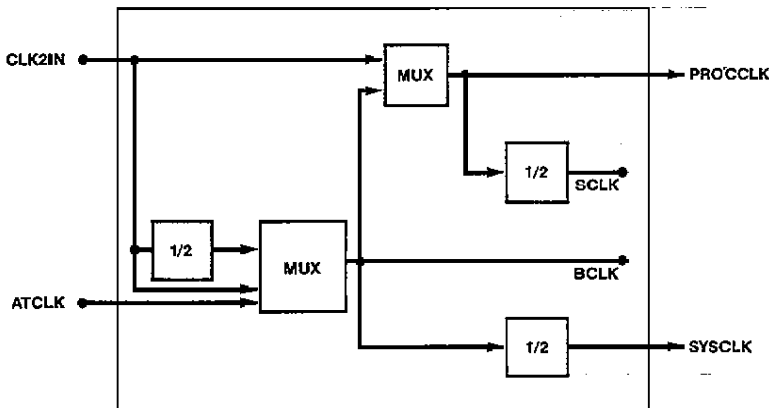 CLK2IN
MUX
PROCCLK
1/2
SCLK
1/2
MUX
BCLK
ATCLK
1/2
SYSCLK